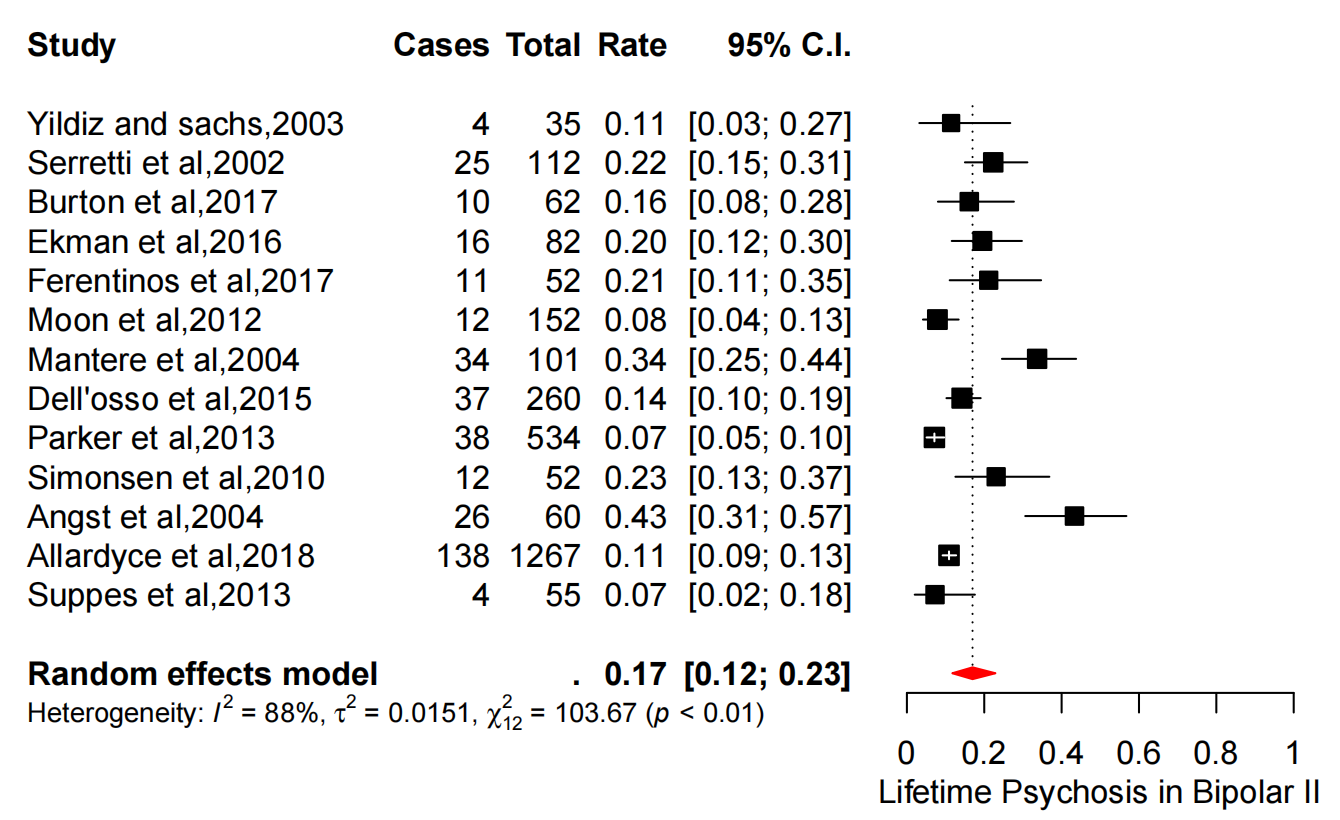 Study Cases Total Rate 95% C.I.
Yildiz and sachs,2003 4 35 0.11 [0.03; 0.27]
Serretti et al,2002 25 112 0.22 [0.15; 0.31]
Burton et al,2017 10 62 0.16 [0.08; 0.28]
Ekman et al,2016 16 82 0.20 [0.12; 0.30]
Ferentinos et al,2017 11 52 0.21 [0.11; 0.35]
Moon et al,2012 12 152 0.08 [0.04; 0.13]
Mantere et al,2004 34 101 0.34 [0.25; 0.44]
Dell'osso et al,2015 37 260 0.14 [0.10; 0.19]
Parker et al,2013 38 534 0.07 [0.05; 0.10]
Simonsen et al,2010 12 52 0.23 [0.13; 0.37]
Angst et al,2004 26 60 0.43 [0.31; 0.57]
Allardyce et al,2018 138 1267 0.11 [0.09; 0.13]
Suppes et al,2013 4 55 0.07 [0.02; 0.18]
Random effects model . 0.17 [0.12; 0.23]
Heterogeneity: I² = 88%, τ² = 0.0151, χ²₁₂ = 103.67 (p < 0.01)
0 0.2 0.4 0.6 0.8 1
Lifetime Psychosis in Bipolar II